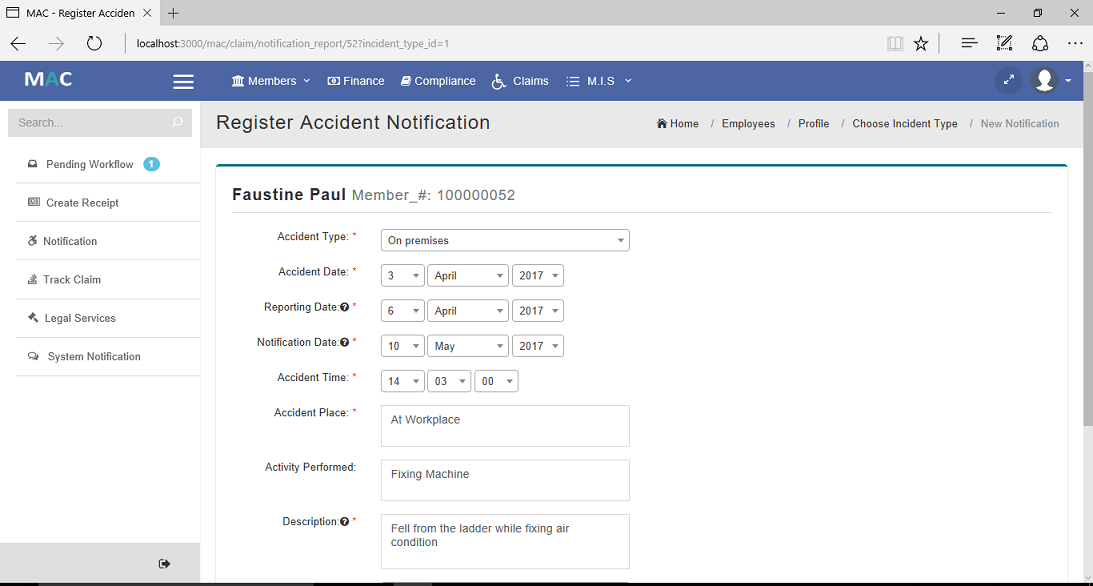 MAC - Register Acciden
localhost:3000/mac/claim/notification_report/52?incident_type_id=1
MAC
Members
Finance
Compliance
Claims
M.I.S
Search...
Register Accident Notification
Home / Employees / Profile / Choose Incident Type / New Notification
Pending Workflow 1
Create Receipt
Notification
Track Claim
Legal Services
System Notification
Faustine Paul Member_#: 100000052
Accident Type: * On premises
Accident Date: * 3 April 2017
Reporting Date: * 6 April 2017
Notification Date: * 10 May 2017
Accident Time: * 14 03 00
Accident Place: * At Workplace
Activity Performed: Fixing Machine
Description: * Fell from the ladder while fixing air
condition